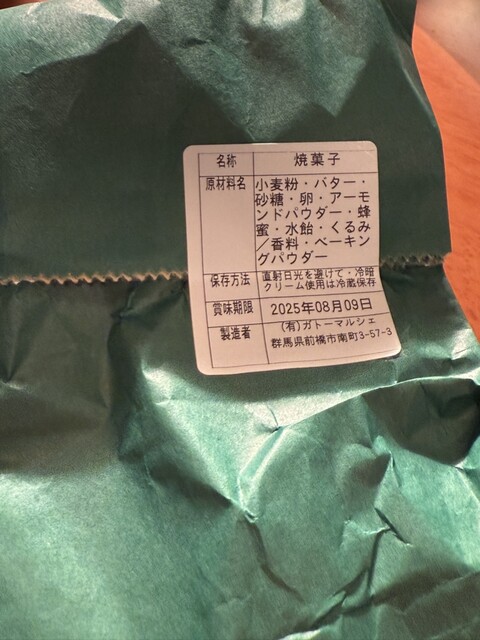 名称 焼菓子
原材料名 小麦粉・バター・
砂糖・卵・アーモ
ンドパウダー・蜂
蜜・水飴・くるみ
／香料・ベーキン
グパウダー
保存方法 直射日光を避けて・冷暗
クリーム使用は冷蔵保存
賞味期限 2025年08月09日
製造者 (有)ガトーマルシェ
群馬県前橋市南町3-57-3